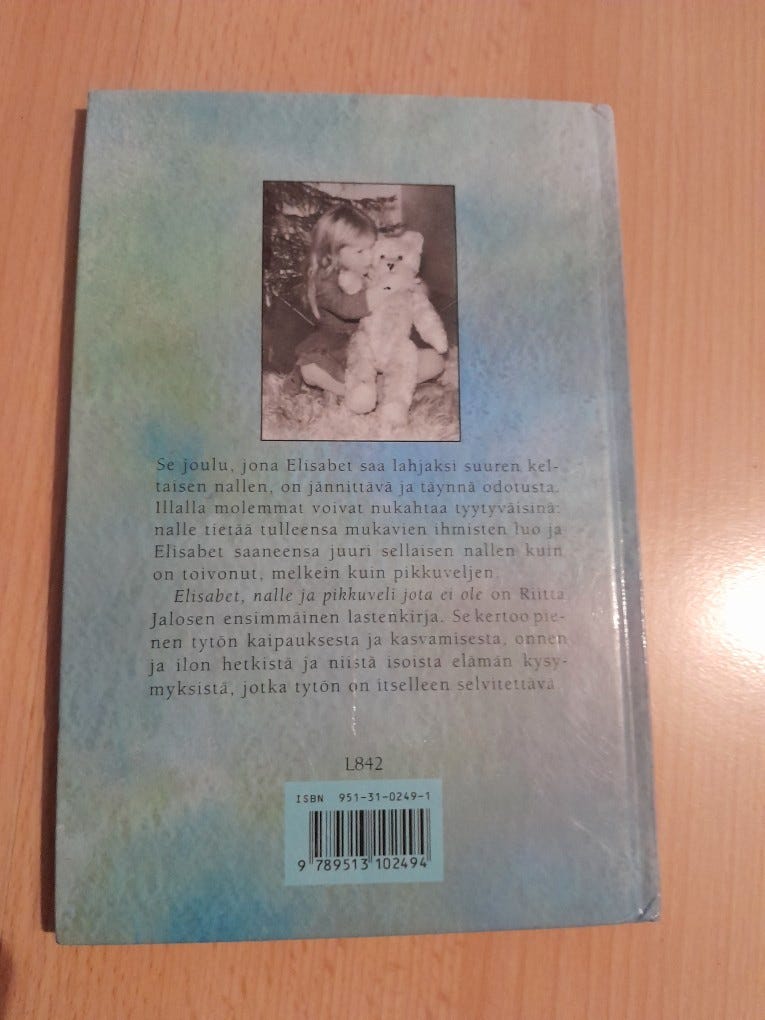 Se joulu, jona Elisabet saa lahjaksi suuren kel-
taisen nallen, on jännittävä ja täynnä odotusta.
Illalla molemmat voivat nukahtaa tyytyväisinä:
nalle tietää tulleensa mukavien ihmisten luo ja
Elisabet saaneensa juuri sellaisen nallen kuin
on toivonut, melkein kuin pikkuveljen.
Elisabet, nalle ja pikkuveli jota ei ole on Riitta
Jalosen ensimmäinen lastenkirja. Se kertoo pie-
nen tytön kaipauksesta ja kasvamisesta, onnen
ja ilon hetkistä ja niistä isoista elämän kysy-
myksistä, jotka tytön on itselleen selvitettävä
L842
ISBN 951-31-0249-1
9 789513 102494